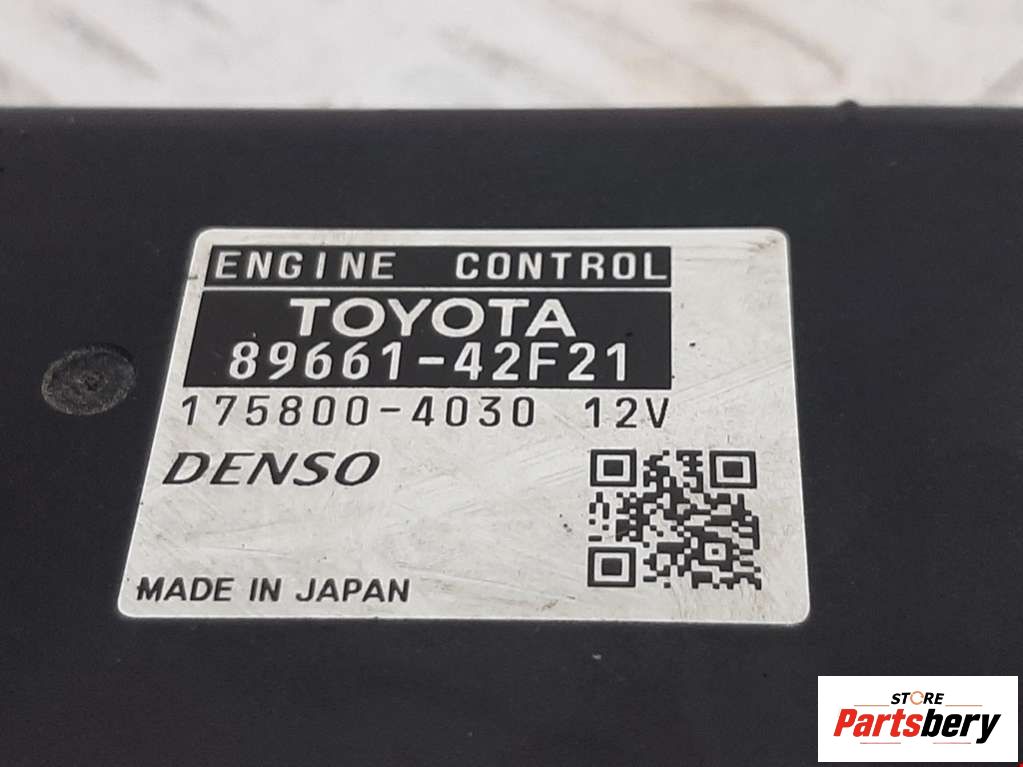 ENGINE CONTROL
TOYOTA
89661-42F21
175800-4030 12V
DENSO
MADE IN JAPAN
STORE
Partsbery